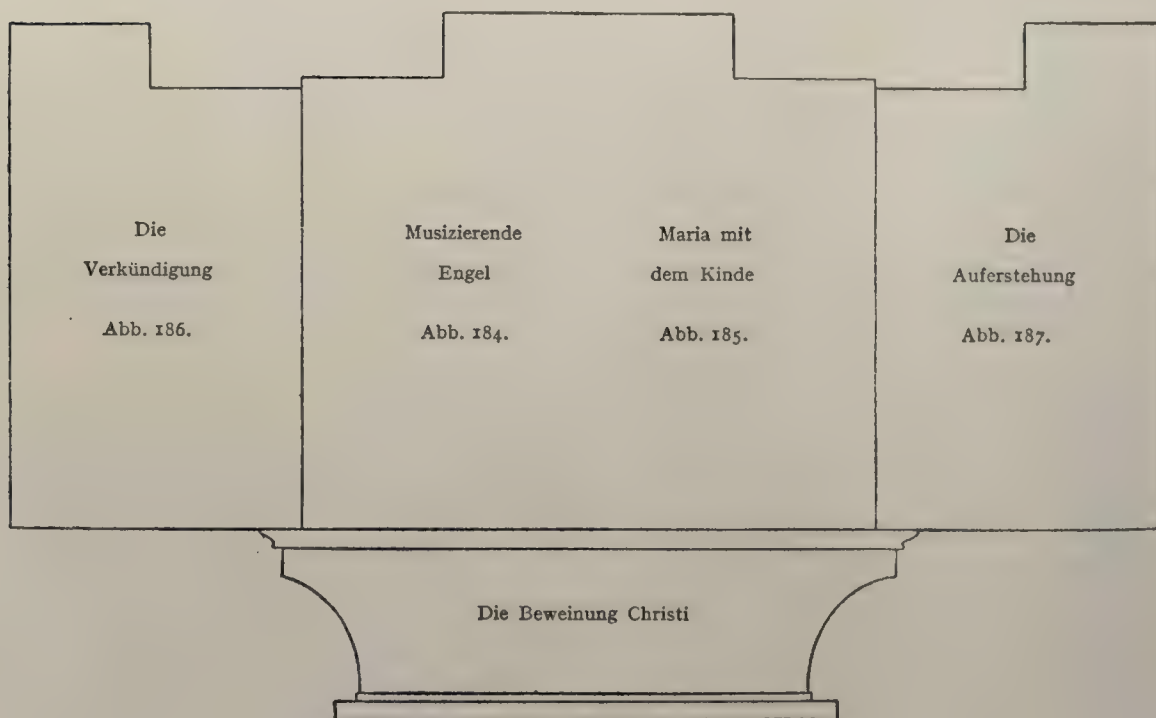 Die
Verkündigung
Abb. 186.
Musizierende
Engel
Abb. 184.
Maria mit
dem Kinde
Abb. 185.
Die
Auferstehung
Abb. 187.
Die Beweinung Christi